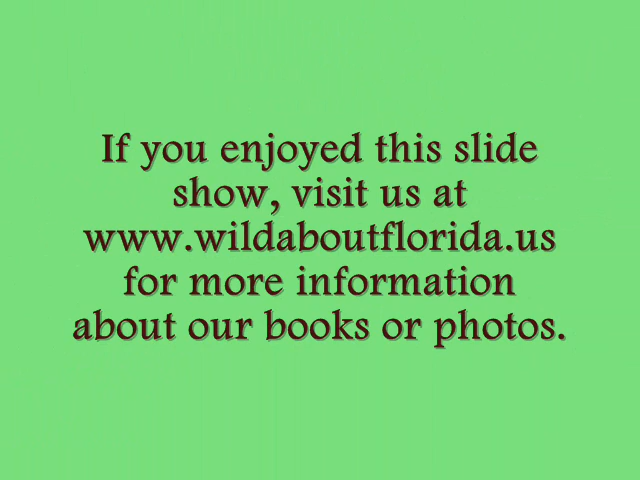 If you enjoyed this slide
show, visit us at
www.wildaboutflorida.us
for more information
about our books or photos.